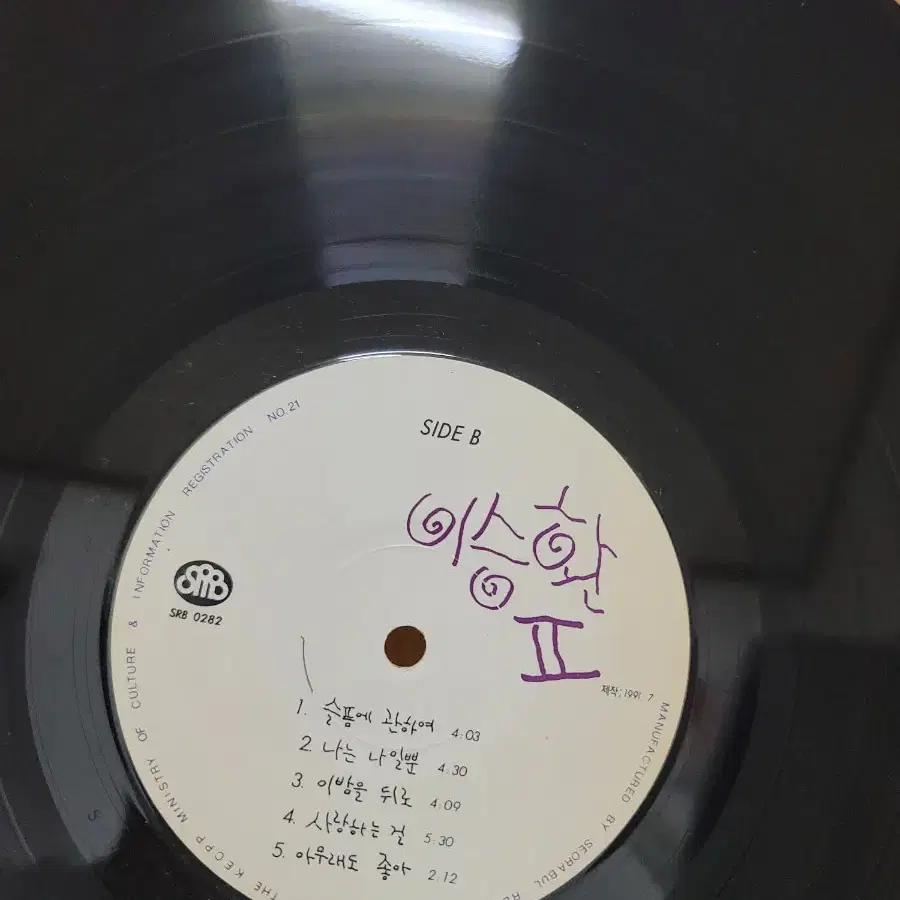 SIDE B
이승환
II
SRB
SRB 0282
제작; 1991. 7
1. 슬픔에 관하여 4:03
2. 나는 나일뿐 4:30
3. 이밤을 뒤로 4:09
4. 사랑하는 걸 5:30
5. 아무래도 좋아 2:12
THE K.E.C.P.P MINISTRY OF CULTURE & INFORMATION REGISTRATION NO.21
MANUFACTURED BY SEORABUL
S